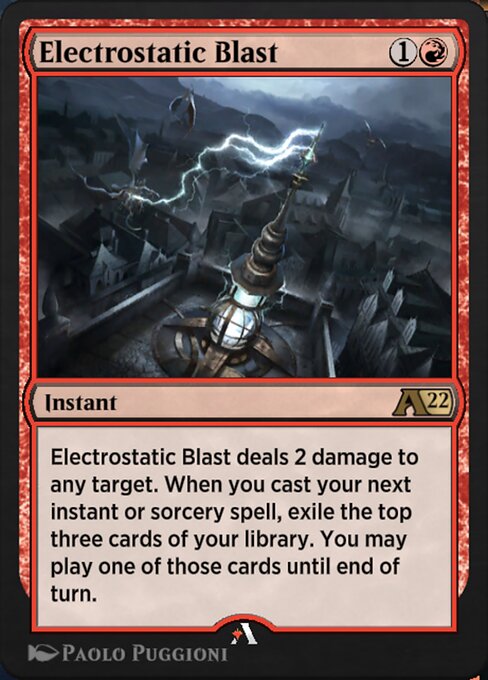 Electrostatic Blast 1
Instant A22
Electrostatic Blast deals 2 damage to
any target. When you cast your next
instant or sorcery spell, exile the top
three cards of your library. You may
play one of those cards until end of
turn.
PAOLO PUGGIONI